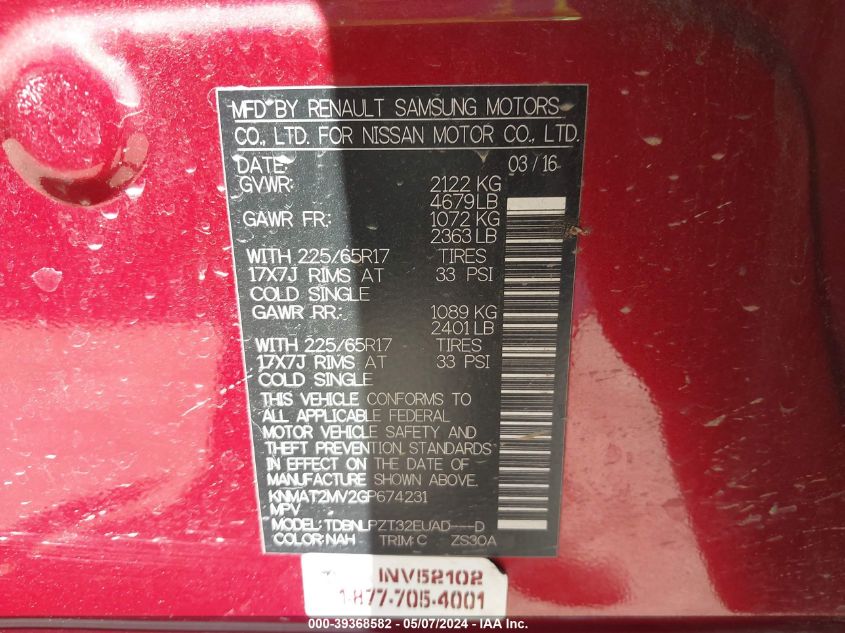 MFD BY RENAULT SAMSUNG MOTORS
CO., LTD. FOR NISSAN MOTOR CO., LTD.
DATE: 03/16
GVWR: 2122 KG
4679 LB
GAWR FR: 1072 KG
2363 LB
WITH 225/65R17 TIRES
17X7J RIMS AT 33 PSI
COLD SINGLE
GAWR RR: 1089 KG
2401 LB
WITH 225/65R17 TIRES
17X7J RIMS AT 33 PSI
COLD SINGLE
THIS VEHICLE CONFORMS TO
ALL APPLICABLE FEDERAL
MOTOR VEHICLE SAFETY AND
THEFT PREVENTION STANDARDS
IN EFFECT ON THE DATE OF
MANUFACTURE SHOWN ABOVE.
KNMAT2MV2GP674231
MPV
MODEL: TDBNLPZT32EUAD---D
COLOR:NAH TRIM:C ZS30A
INV52102
1-877-705-4001
000-39368582 - 05/07/2024 - IAA Inc.